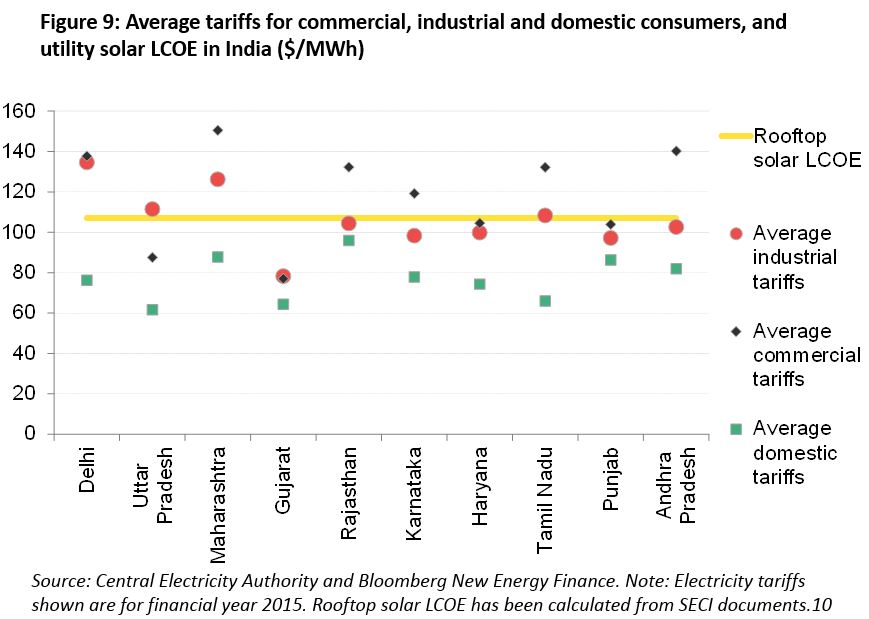 Figure 9: Average tariffs for commercial, industrial and domestic consumers, and
utility solar LCOE in India ($/MWh)
160
140
120
100
80
60
40
20
0
Delhi
Uttar
Pradesh
Maharashtra
Gujarat
Rajasthan
Karnataka
Haryana
Tamil Nadu
Punjab
Andhra
Pradesh
Rooftop
solar LCOE
Average
industrial
tariffs
Average
commercial
tariffs
Average
domestic
tariffs
Source: Central Electricity Authority and Bloomberg New Energy Finance. Note: Electricity tariffs
shown are for financial year 2015. Rooftop solar LCOE has been calculated from SECI documents.10